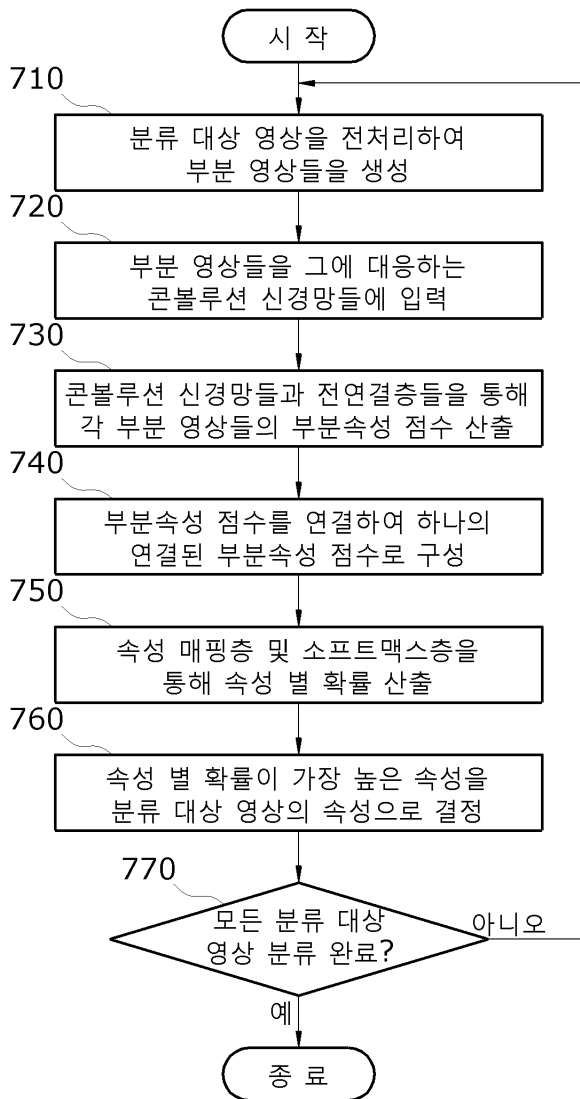 시 작
710
분류 대상 영상을 전처리하여
부분 영상들을 생성
720
부분 영상들을 그에 대응하는
콘볼루션 신경망들에 입력
730
콘볼루션 신경망들과 전연결층들을 통해
각 부분 영상들의 부분속성 점수 산출
740
부분속성 점수를 연결하여 하나의
연결된 부분속성 점수로 구성
750
속성 매핑층 및 소프트맥스층을
통해 속성 별 확률 산출
760
속성 별 확률이 가장 높은 속성을
분류 대상 영상의 속성으로 결정
770
모든 분류 대상
영상 분류 완료?
아니오
예
종 료